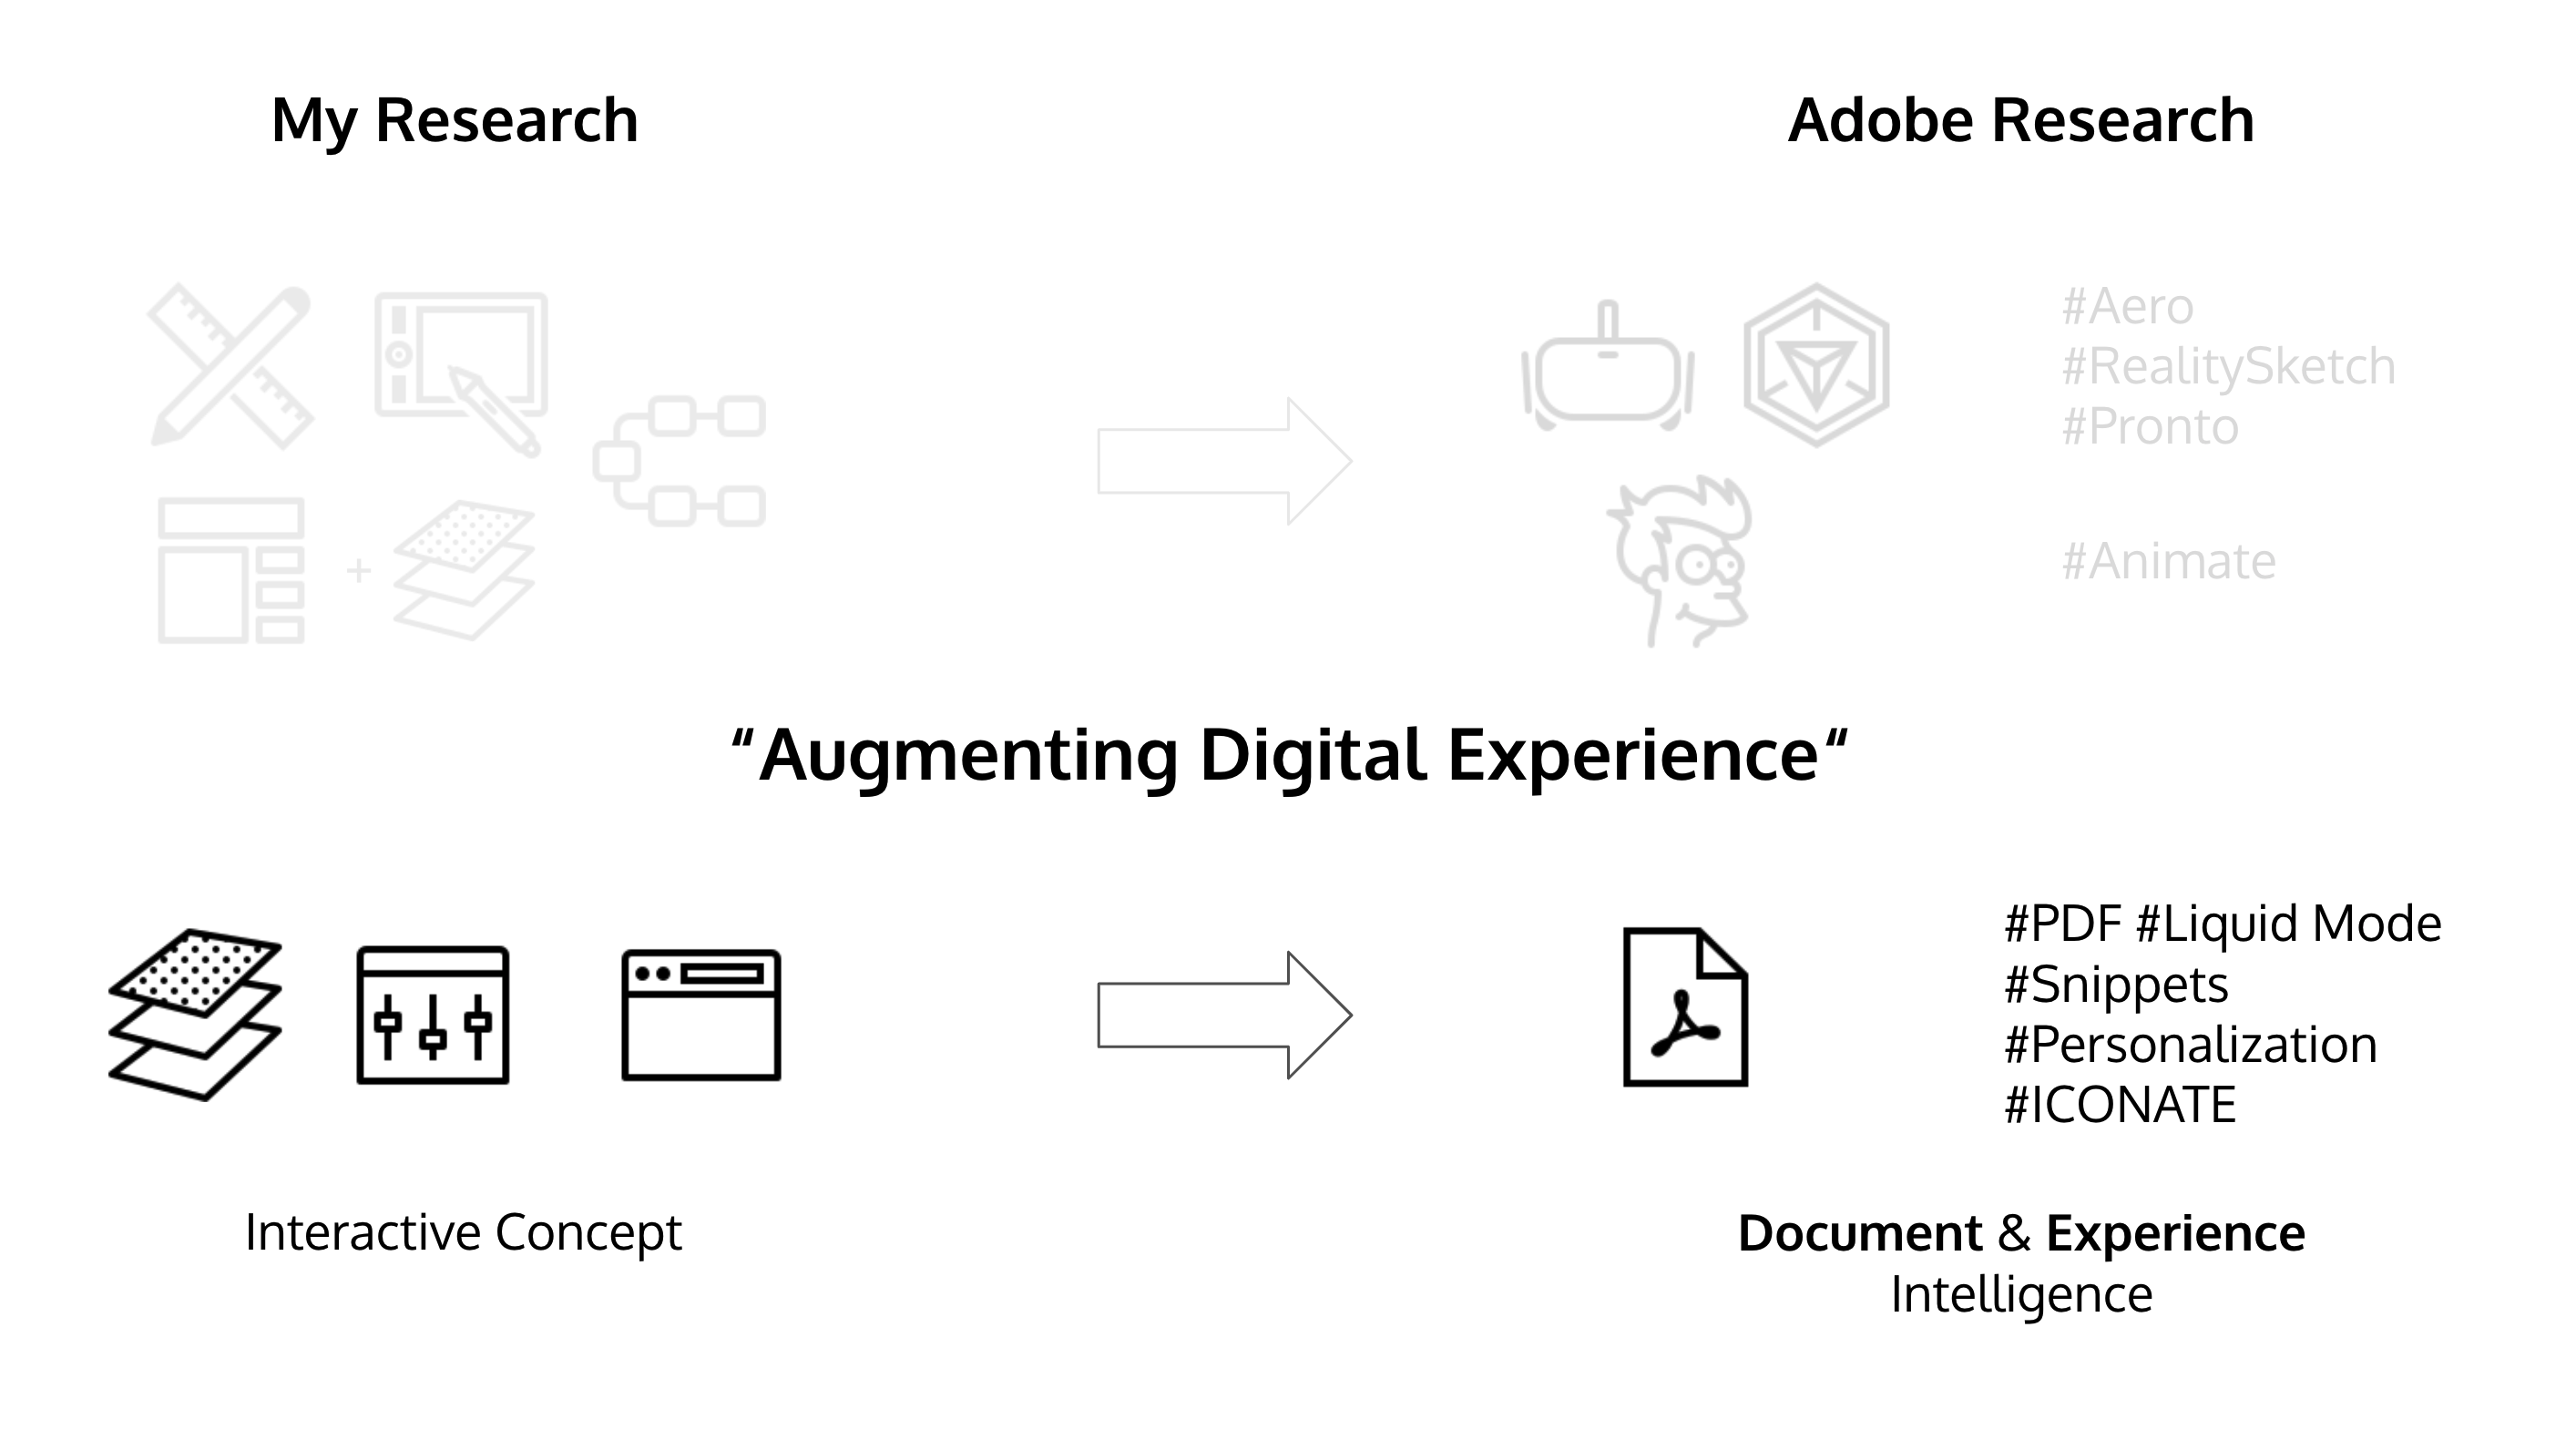 My Research
Adobe Research
#Aero
#RealitySketch
#Pronto
+
#Animate
“Augmenting Digital Experience“
#PDF #Liquid Mode
#Snippets
#Personalization
#ICONATE
Interactive Concept
Document & Experience
Intelligence